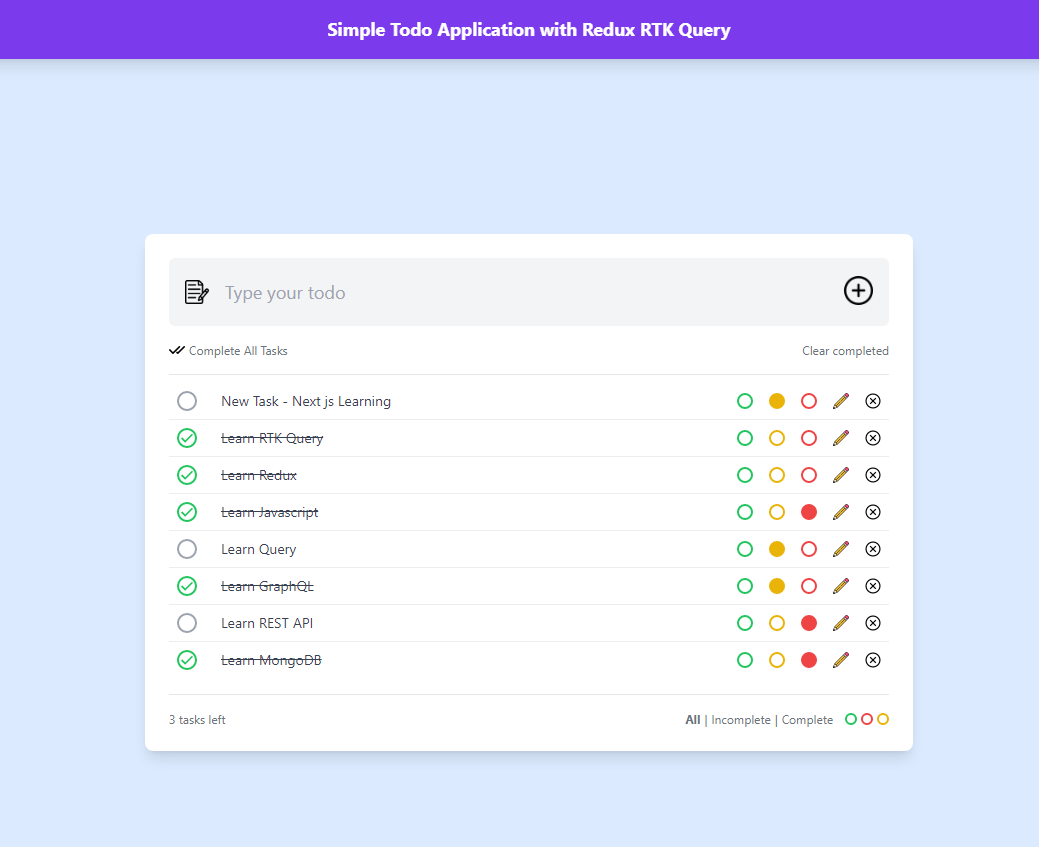 Simple Todo Application with Redux RTK Query
Type your todo
Complete All Tasks Clear completed
New Task - Next js Learning
Learn RTK Query
Learn Redux
Learn Javascript
Learn Query
Learn GraphQL
Learn REST API
Learn MongoDB
3 tasks left All | Incomplete | Complete